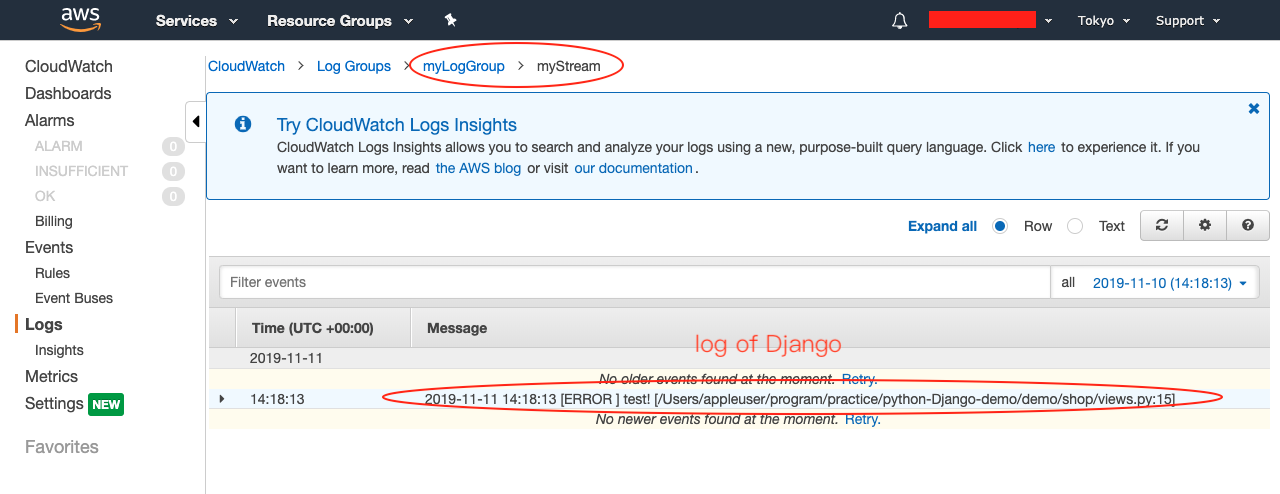 aws Services Resource Groups Tokyo Support
CloudWatch
Dashboards
Alarms
ALARM 0
INSUFFICIENT 0
OK 0
Billing
Events
Rules
Event Buses
Logs
Insights
Metrics
Settings NEW
Favorites
CloudWatch > Log Groups > myLogGroup > myStream
Try CloudWatch Logs Insights
CloudWatch Logs Insights allows you to search and analyze your logs using a new, purpose-built query language. Click here to experience it. If you
want to learn more, read the AWS blog or visit our documentation.
Expand all Row Text
Filter events all 2019-11-10 (14:18:13)
Time (UTC +00:00) Message
log of Django
2019-11-11
No older events found at the moment. Retry.
14:18:13 2019-11-11 14:18:13 [ERROR ] test! [/Users/appleuser/program/practice/python-Django-demo/demo/shop/views.py:15]
No newer events found at the moment. Retry.